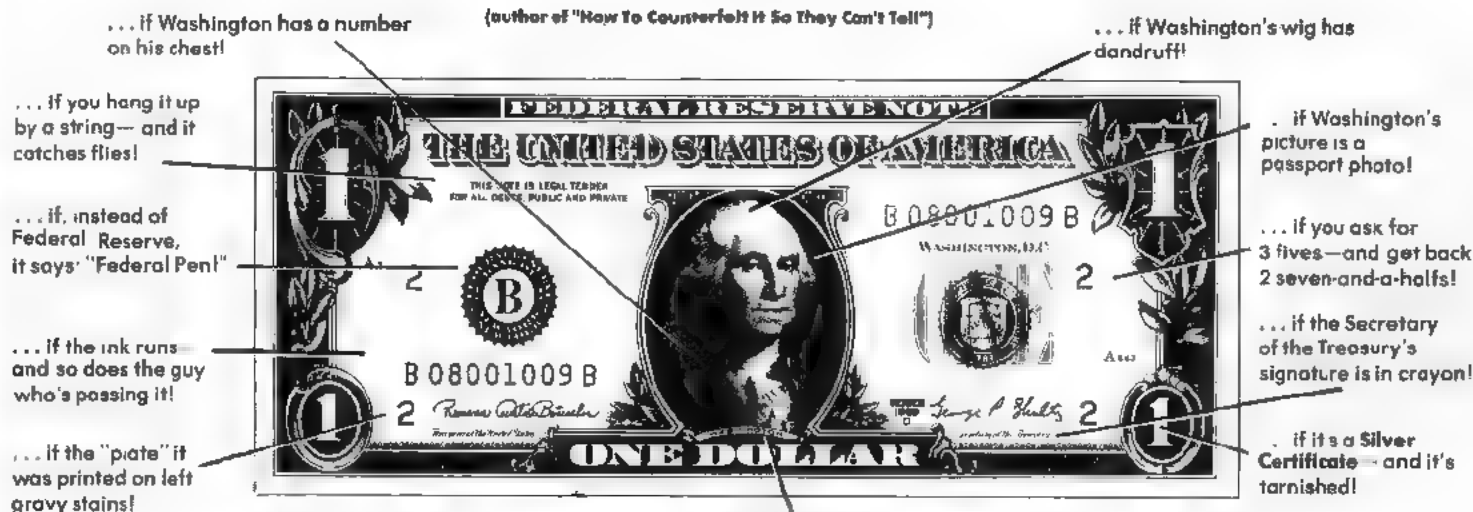 (author of "How To Counterfeit It So They Can't Tell")
... if Washington has a number
on his chest!
... if Washington's wig has
dandruff!
... if you hang it up
by a string— and it
catches flies!
. if Washington's
picture is a
passport photo!
... if, instead of
Federal Reserve,
it says "Federal Pen!"
... if you ask for
3 fives—and get back
2 seven-and-a-halfs!
... if the ink runs—
and so does the guy
who's passing it!
... if the Secretary
of the Treasury's
signature is in crayon!
... if the "plate" it
was printed on left
gravy stains!
. if it's a Silver
Certificate— and it's
tarnished!
FEDERAL RESERVE NOTE
THE UNITED STATES OF AMERICA
THIS NOTE IS LEGAL TENDER
FOR ALL DEBTS, PUBLIC AND PRIVATE
1
1
B 08001009 B
WASHINGTON, D.C.
2
2
B
B 08001009 B
2
2
George P Shultz
1
1
ONE DOLLAR